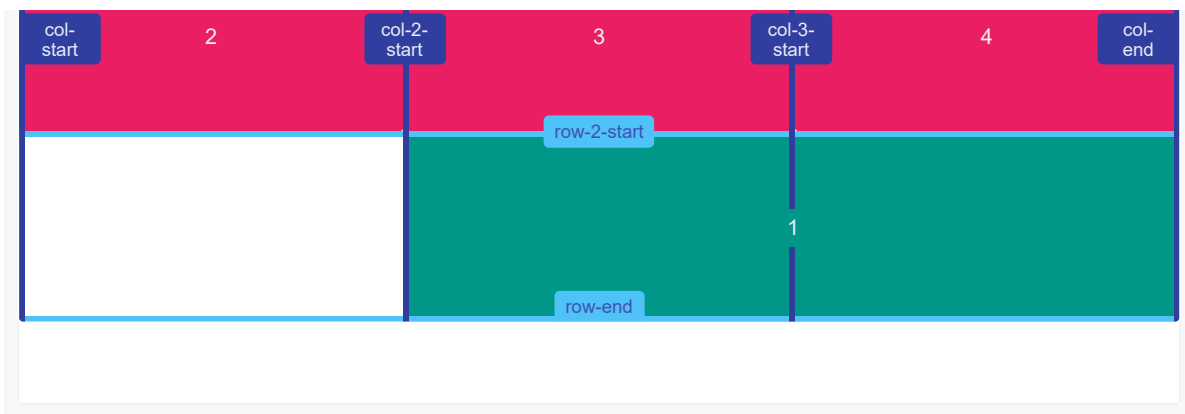 col-
start
2
col-2-
start
3
col-3-
start
4
col-
end
row-2-start
1
row-end